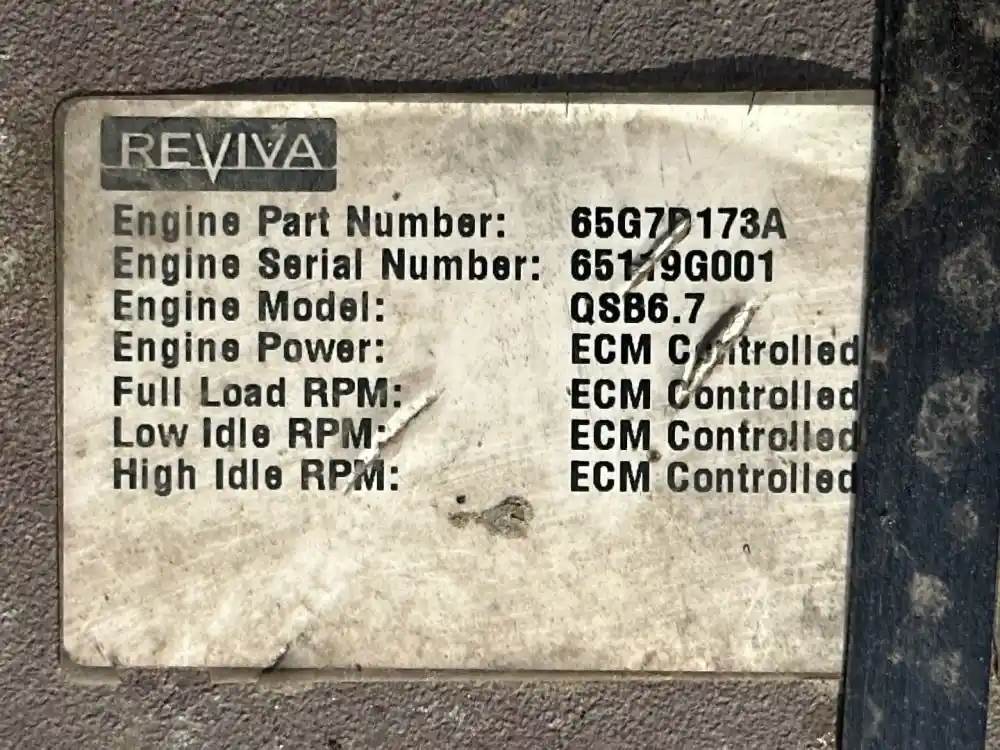 REVIVA
Engine Part Number: 65G7D173A
Engine Serial Number: 65119G001
Engine Model: QSB6.7
Engine Power: ECM Controlled
Full Load RPM: ECM Controlled
Low Idle RPM: ECM Controlled
High Idle RPM: ECM Controlled